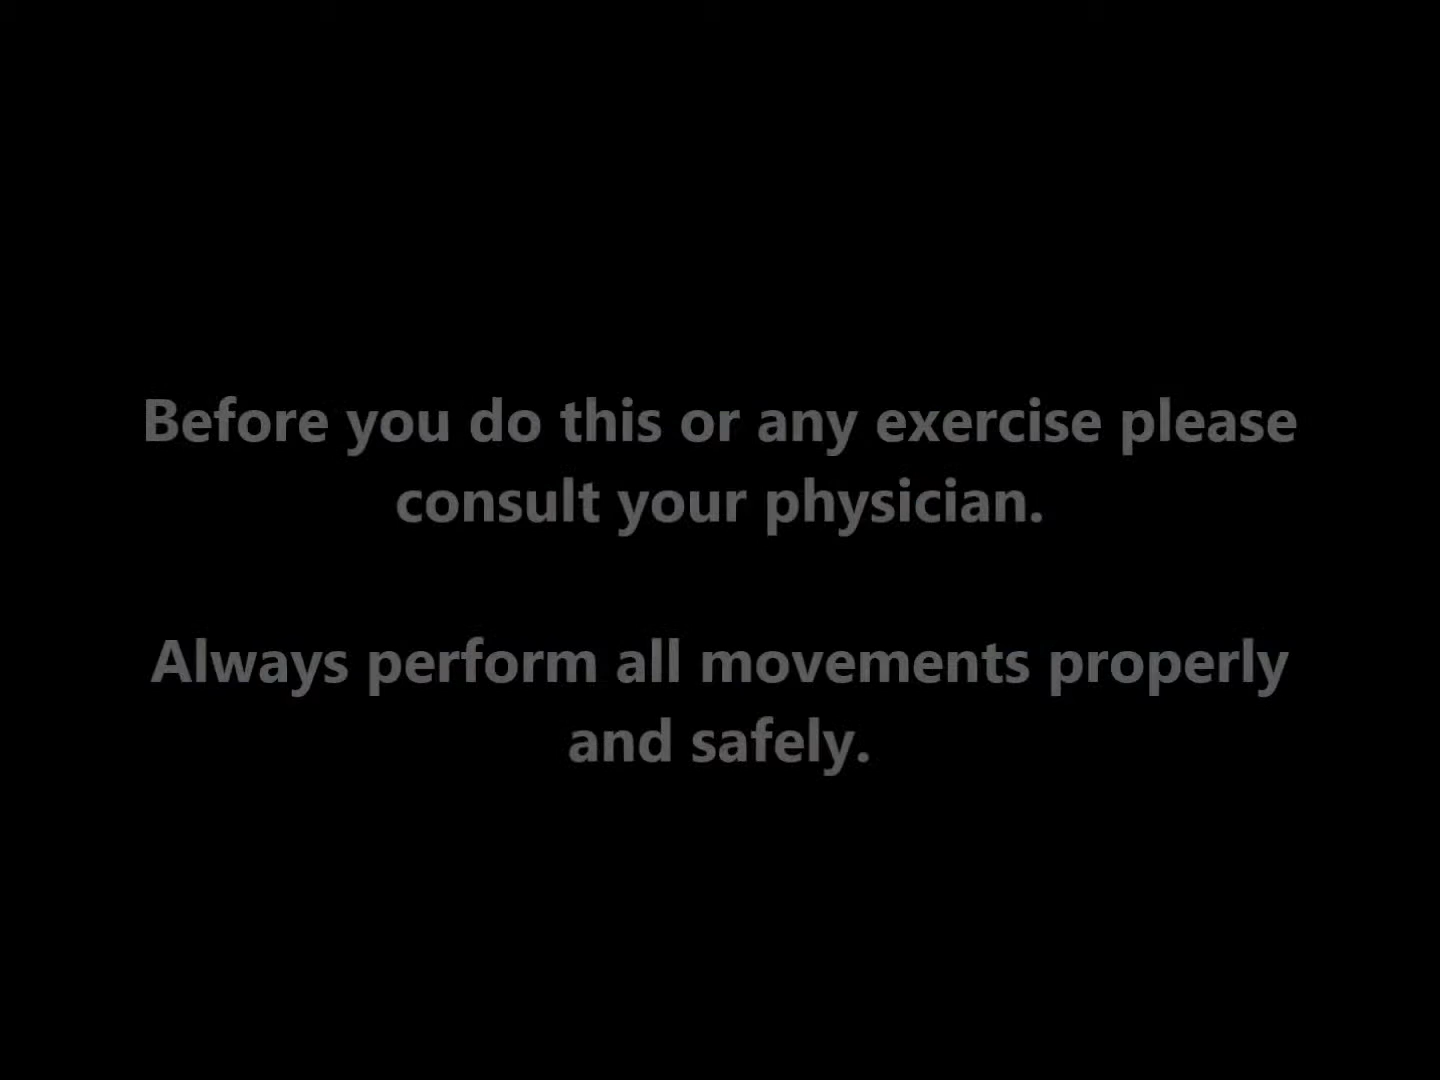 Before you do this or any exercise please
consult your physician.
Always perform all movements properly
and safely.